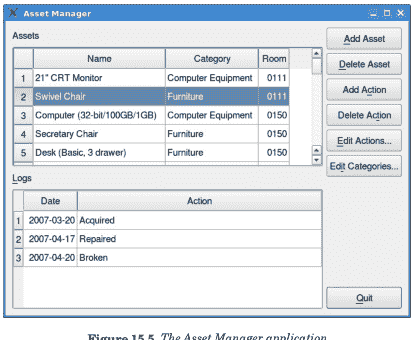 Asset Manager
Assets
Name Category Room
1 21" CRT Monitor Computer Equipment 0111
2 Swivel Chair Furniture 0111
3 Computer (32-bit/100GB/1GB) Computer Equipment 0150
4 Secretary Chair Furniture 0150
5 Desk (Basic, 3 drawer) Furniture 0150
Logs
Date Action
1 2007-03-20 Acquired
2 2007-04-17 Repaired
3 2007-04-20 Broken
Add Asset
Delete Asset
Add Action
Delete Action
Edit Actions...
Edit Categories...
Quit
Figure 15.5 The Asset Manager application